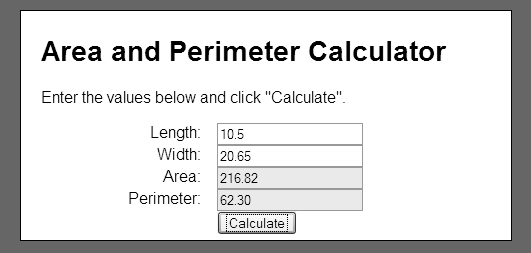 Area and Perimeter Calculator
Enter the values below and click "Calculate".
Length: 10.5
Width: 20.65
Area: 216.82
Perimeter: 62.30
Calculate